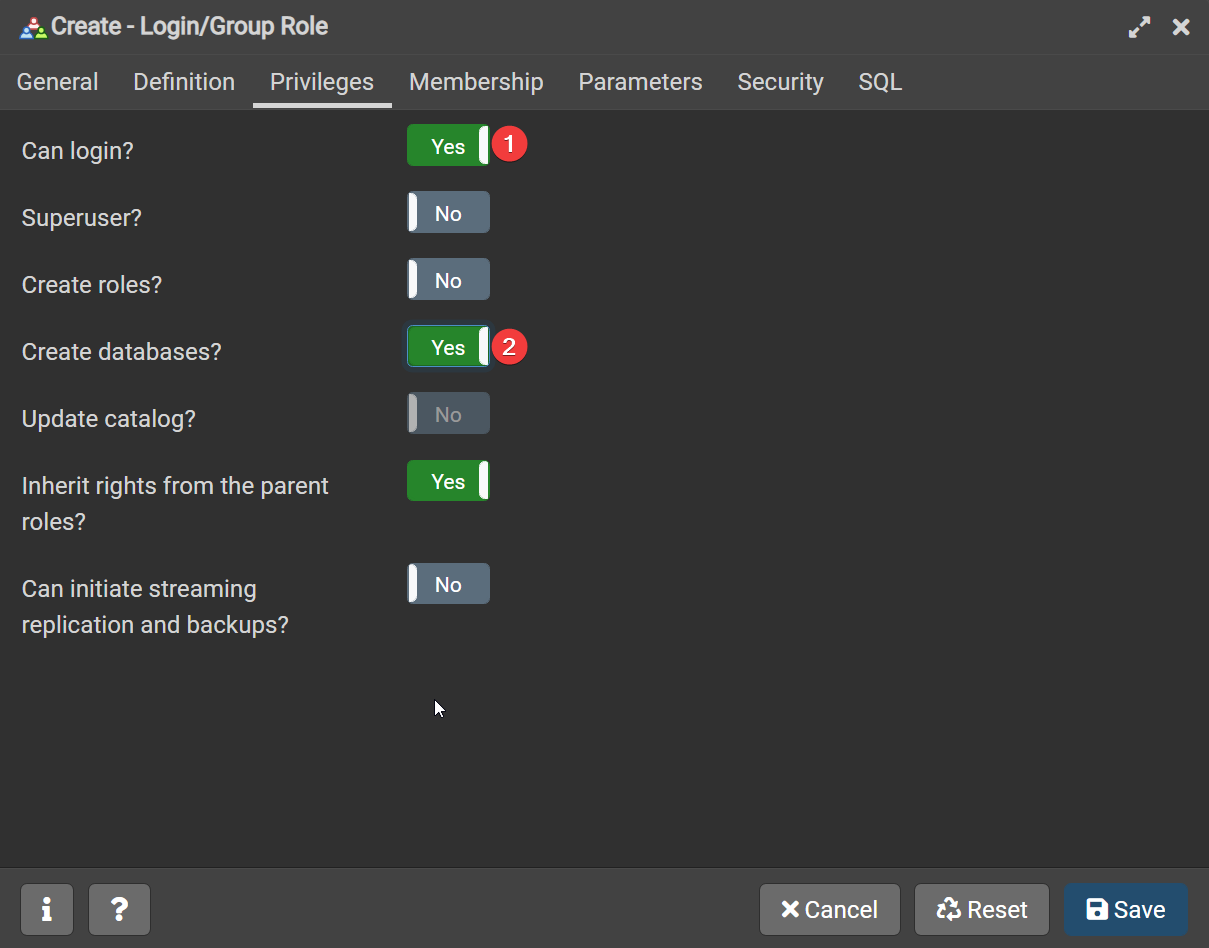 Create - Login/Group Role
General Definition Privileges Membership Parameters Security SQL
Can login? Yes 1
Superuser? No
Create roles? No
Create databases? Yes 2
Update catalog? No
Inherit rights from the parent Yes
roles?
Can initiate streaming No
replication and backups?
i ? Cancel Reset Save